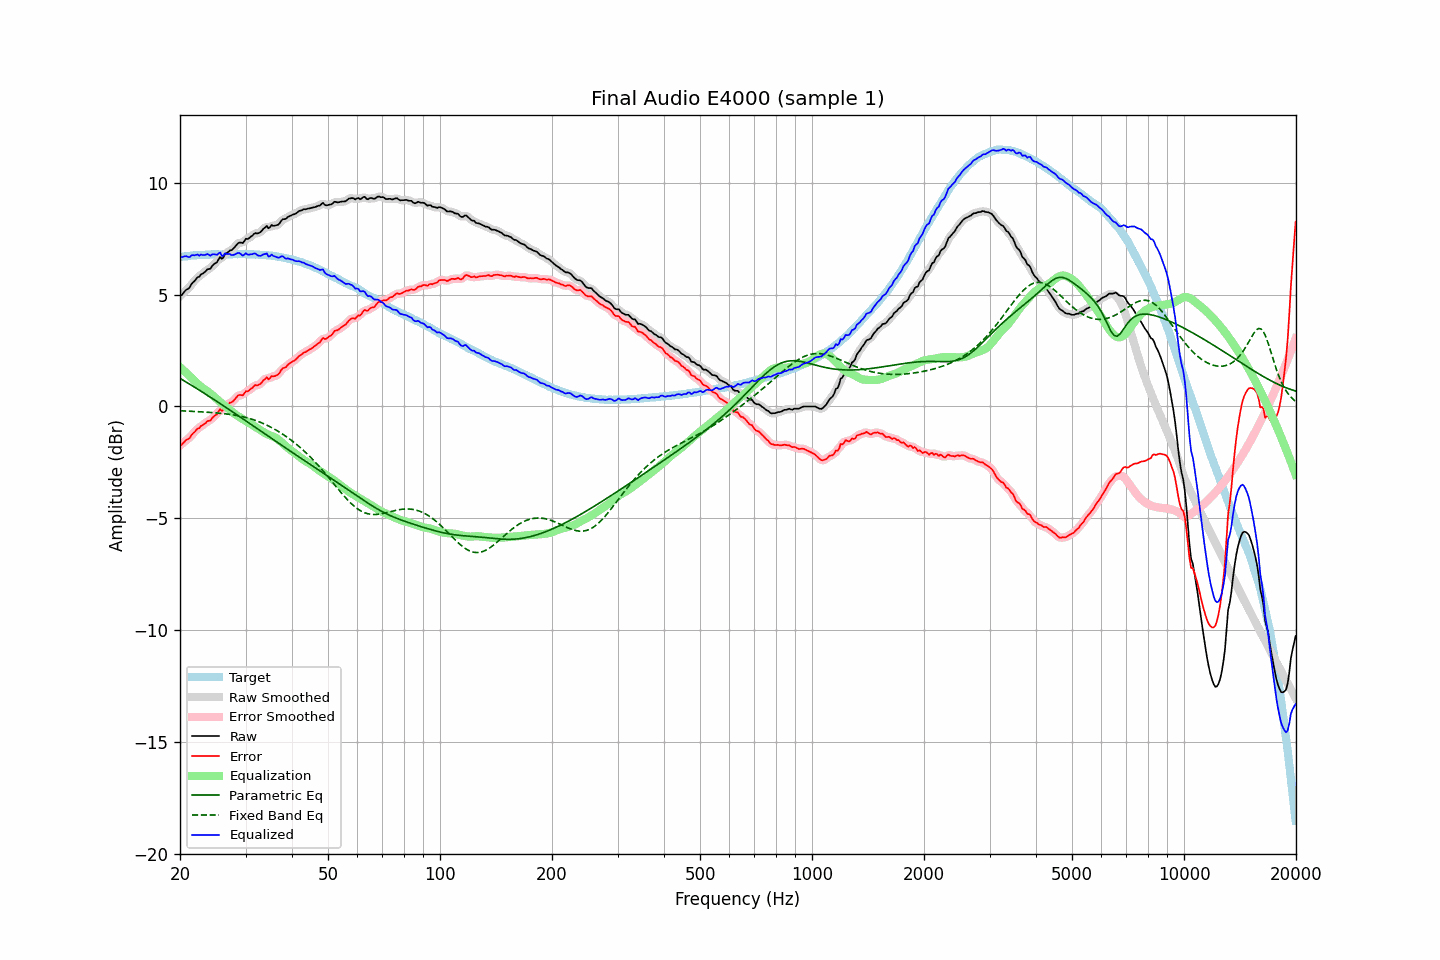 Final Audio E4000 (sample 1)
Amplitude (dBr)
10
5
0
−5
−10
−15
−20
Target
Raw Smoothed
Error Smoothed
Raw
Error
Equalization
Parametric Eq
Fixed Band Eq
Equalized
20 50 100 200 500 1000 2000 5000 10000 20000
Frequency (Hz)